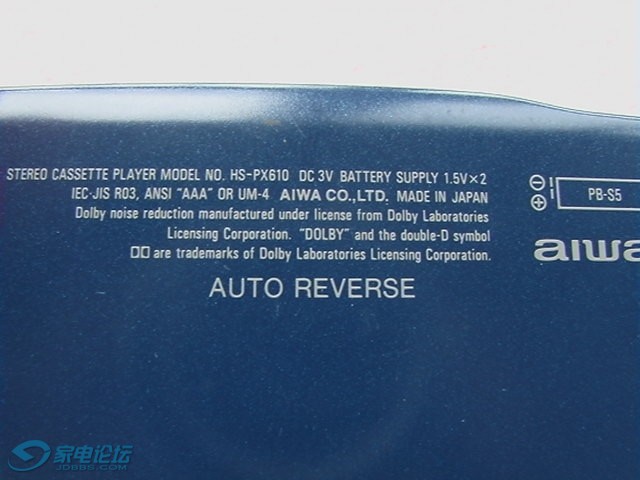 STEREO CASSETTE PLAYER MODEL NO. HS-PX610 DC 3V BATTERY SUPPLY 1.5V×2
IEC·JIS R03, ANSI "AAA" OR UM-4 AIWA CO.,LTD. MADE IN JAPAN
Dolby noise reduction manufactured under license from Dolby Laboratories
Licensing Corporation. "DOLBY" and the double-D symbol
are trademarks of Dolby Laboratories Licensing Corporation.
AUTO REVERSE
PB-S5
aiwa
家电论坛
JDBBS.COM